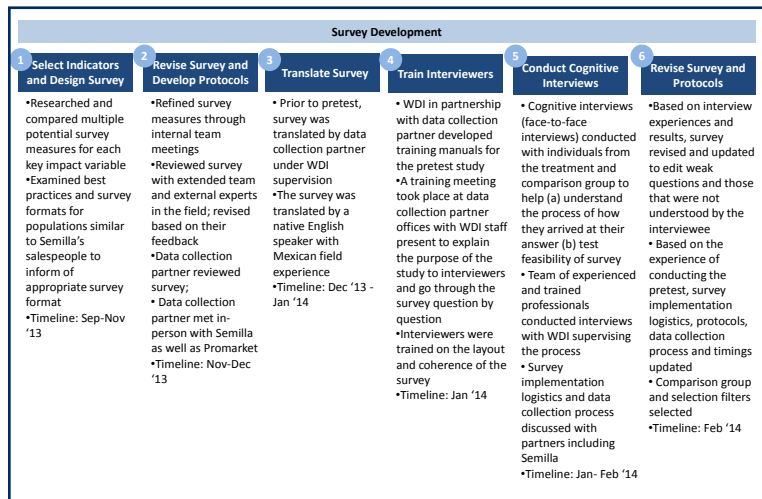 Survey Development
1
Select Indicators
and Design Survey
•Researched and
compared multiple
potential survey
measures for each
key impact variable
•Examined best
practices and survey
formats for
populations similar to
Semilla’s
salespeople to
inform of
appropriate survey
format
•Timeline: Sep-Nov
‘13
2
Revise Survey and
Develop Protocols
•Refined survey
measures through
internal team
meetings
•Reviewed survey
with extended team
and external experts
in the field; revised
based on their
feedback
•Data collection
partner reviewed
survey;
• Data collection
partner met in-
person with Semilla
as well as Promarket
•Timeline: Nov-Dec
‘13
3
Translate Survey
• Prior to pretest,
survey was
translated by data
collection partner
under WDI
supervision
•The survey was
translated by a
native English
speaker with
Mexican field
experience
•Timeline: Dec ‘13 -
Jan ‘14
4
Train Interviewers
• WDI in partnership
with data collection
partner developed
training manuals for
the pretest study
•A training meeting
took place at data
collection partner
offices with WDI staff
present to explain
the purpose of the
study to interviewers
and go through the
survey question by
question
•Interviewers were
trained on the layout
and coherence of the
survey
•Timeline: Jan ‘14
5
Conduct Cognitive
Interviews
• Cognitive interviews
(face-to-face
interviews) conducted
with individuals from
the treatment and
comparison group to
help (a) understand
the process of how
they arrived at their
answer (b) test
feasibility of survey
• Team of experienced
and trained
professionals
conducted interviews
with WDI supervising
the process
• Survey
implementation
logistics and data
collection process
discussed with
partners including
Semilla
•Timeline: Jan- Feb ‘14
6
Revise Survey and
Protocols
•Based on interview
experiences and
results, survey
revised and updated
to edit weak
questions and those
that were not
understood by the
interviewee
• Based on the
experience of
conducting the
pretest, survey
implementation
logistics, protocols,
data collection
process and timings
updated
• Comparison group
and selection filters
selected
•Timeline: Feb ‘14